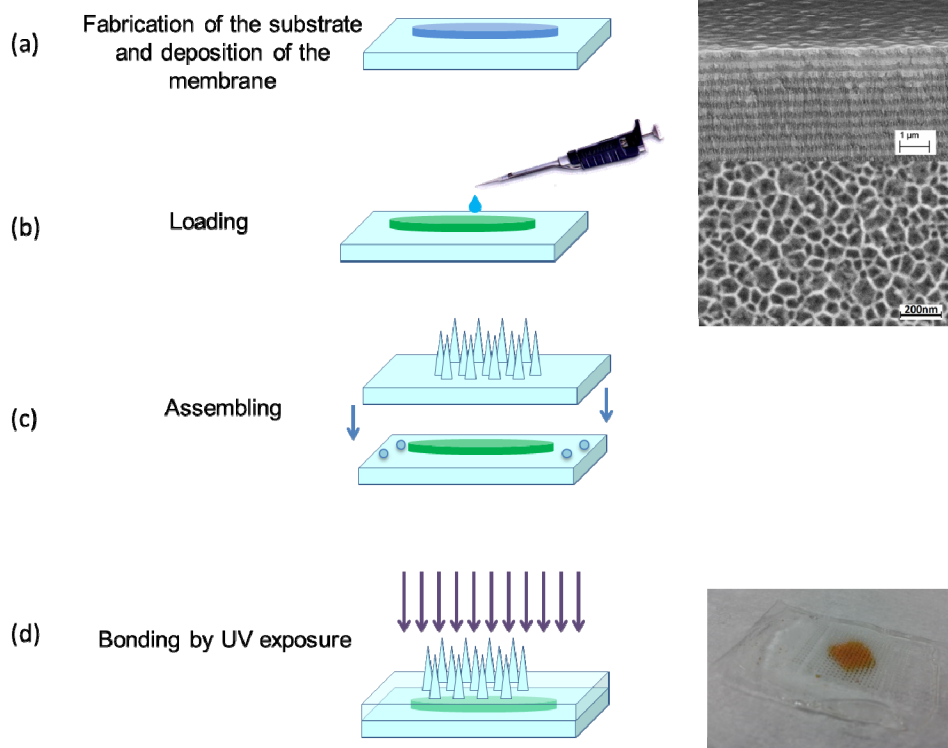 (a)
Fabrication of the substrate
and deposition of the
membrane
1 µm
(b)
Loading
200nm
(c)
Assembling
(d)
Bonding by UV exposure